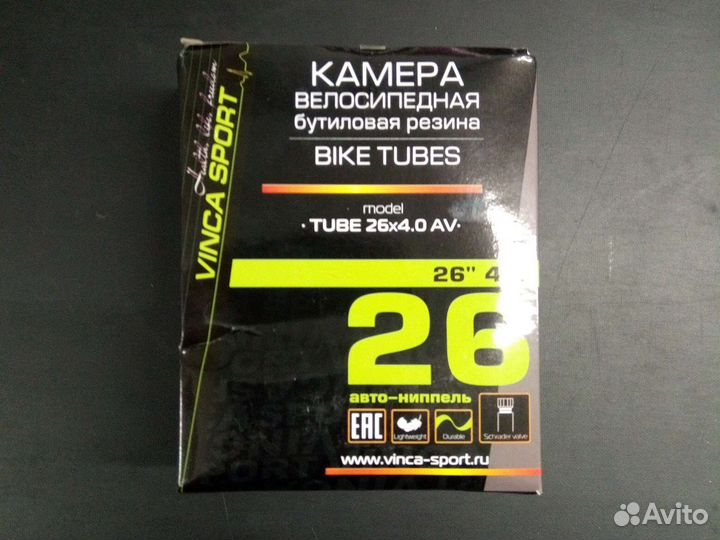 КАМЕРА
ВЕЛОСИПЕДНАЯ
бутиловая резина
BIKE TUBES
model
· TUBE 26x4.0 AV ·
26" 4
26
авто-ниппель
EAC
Lightweight
Durable
Schrader valve
www.vinca-sport.ru
VINCA SPORT
Avito